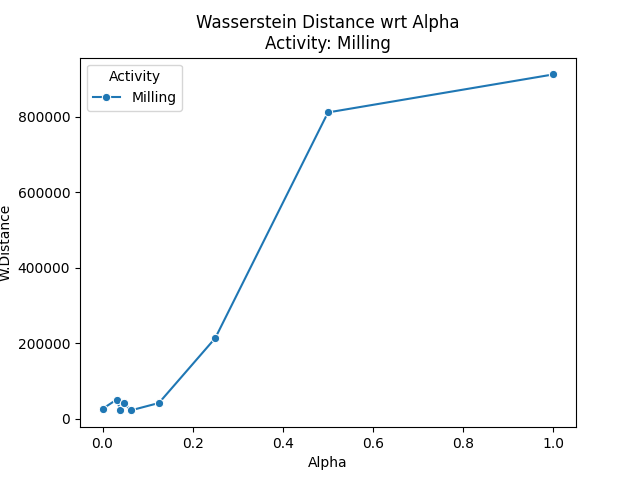 Wasserstein Distance wrt Alpha
Activity: Milling
Activity
Milling
800000
600000
400000
200000
0
W.Distance
0.0 0.2 0.4 0.6 0.8 1.0
Alpha